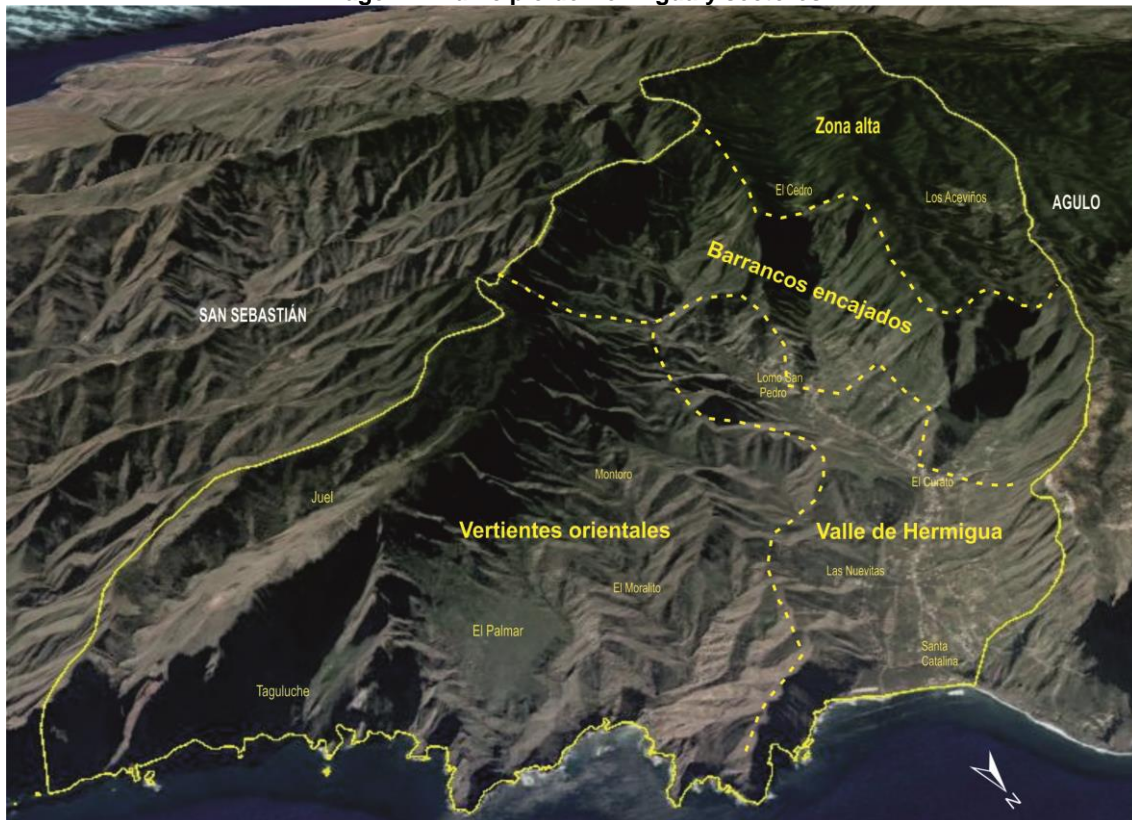 Zona alta
El Cedro
Los Aceviños
AGULO
Barrancos encajados
SAN SEBASTIÁN
Lomo San
Pedro
Montoro
El Curato
Juel
Vertientes orientales
Valle de Hermigua
Las Nuevitas
El Moralito
El Palmar
Santa
Catalina
Taguluche
N